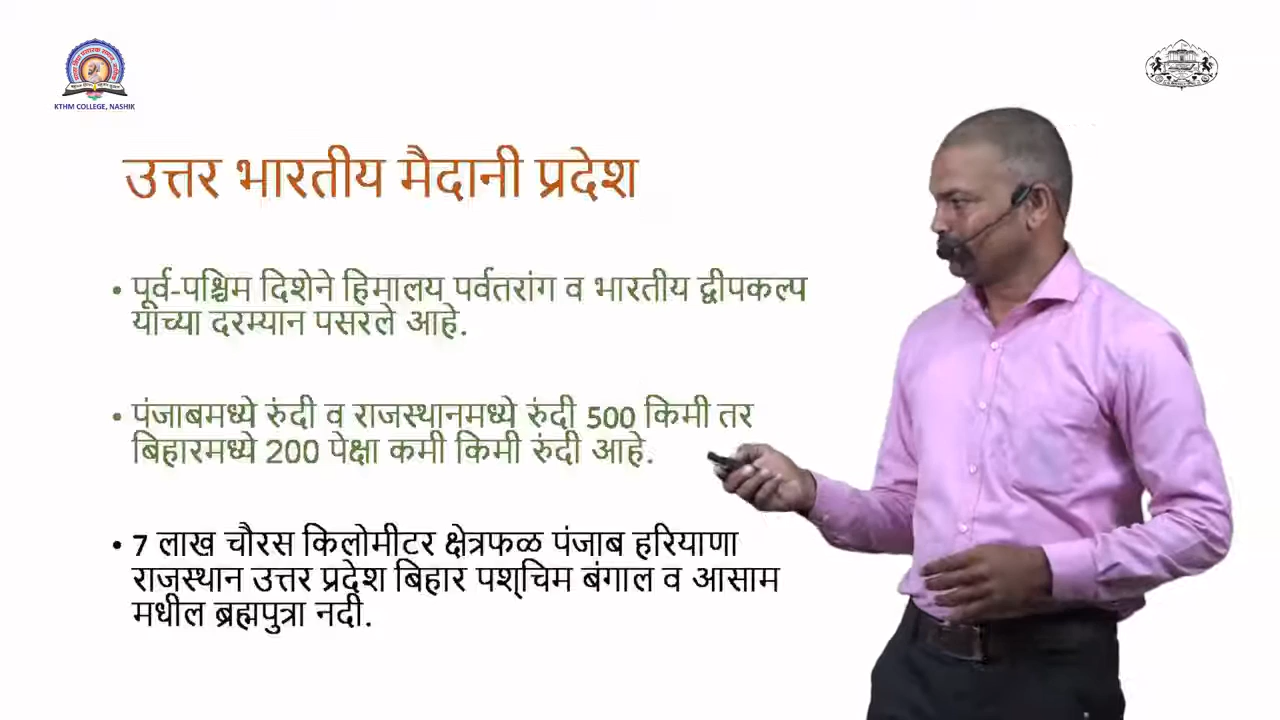 KTHM COLLEGE, NASHIK
उत्तर भारतीय मैदानी प्रदेश
• पूर्व-पश्चिम दिशेने हिमालय पर्वतरांग व भारतीय द्वीपकल्प
यांच्या दरम्यान पसरले आहे.
• पंजाबमध्ये रुंदी व राजस्थानमध्ये रुंदी 500 किमी तर
बिहारमध्ये 200 पेक्षा कमी किमी रुंदी आहे.
• 7 लाख चौरस किलोमीटर क्षेत्रफळ पंजाब हरियाणा
राजस्थान उत्तर प्रदेश बिहार पश्‍चिम बंगाल व आसाम
मधील ब्रह्मपुत्रा नदी.